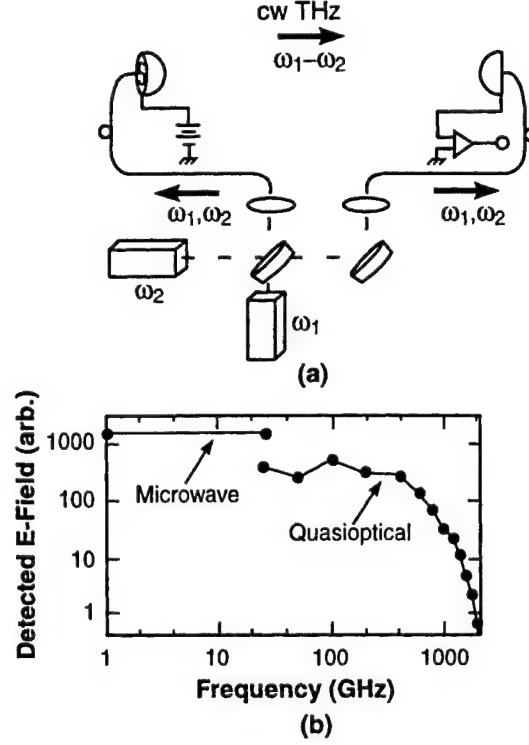 cw THz
ω1–ω2
ω1,ω2
ω1,ω2
ω2
ω1
(a)
Detected E-Field (arb.)
1000
100
10
1
Microwave
Quasioptical
1
10
100
1000
Frequency (GHz)
(b)